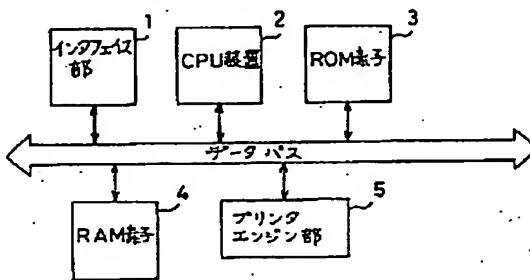 1
インタフェイス
部
2
CPU装置
3
ROM素子
データバス
4
RAM素子
5
プリンタ
エンジン部